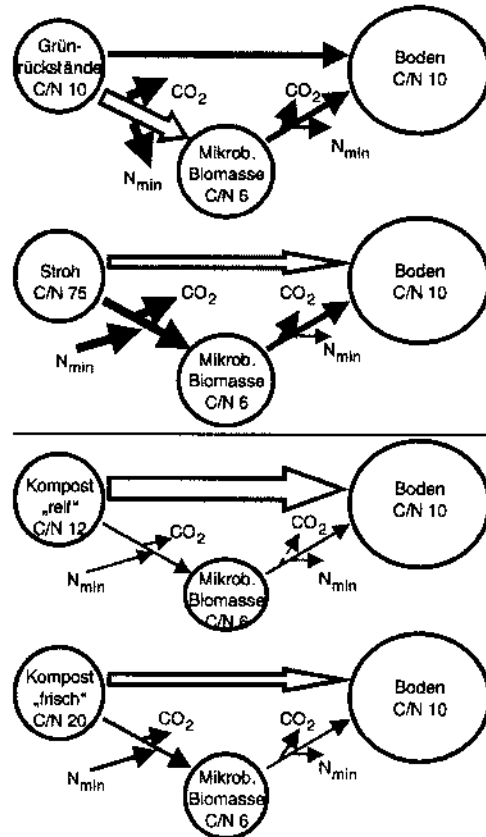 Grün-
rückstände
C/N 10
CO2
Nmin
Mikrob.
Biomasse
C/N 6
CO2
Nmin
Boden
C/N 10
Stroh
C/N 75
CO2
Nmin
Mikrob.
Biomasse
C/N 6
CO2
Nmin
Boden
C/N 10
Kompost
„reif“
C/N 12
CO2
Nmin
Mikrob.
Biomasse
C/N 6
CO2
Nmin
Boden
C/N 10
Kompost
„frisch“
C/N 20
CO2
Nmin
Mikrob.
Biomasse
C/N 6
CO2
Nmin
Boden
C/N 10